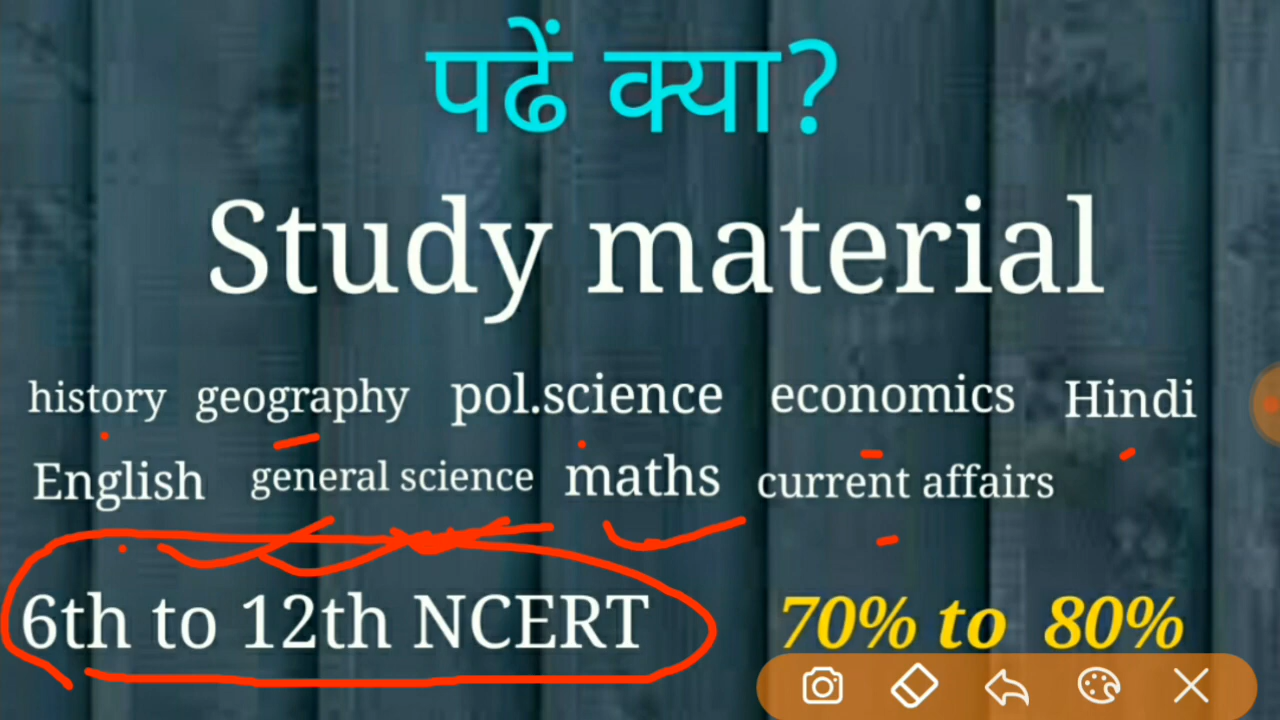 पढें क्या?
Study material
history geography pol.science economics Hindi
English general science maths current affairs
6th to 12th NCERT 70% to 80%